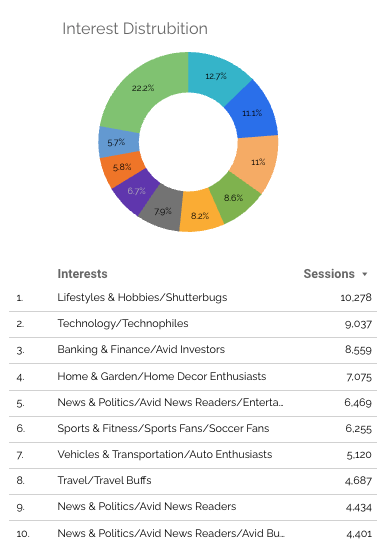 Interest Distrubition
12.7%
11.1%
11%
8.6%
8.2%
7.9%
6.7%
5.8%
5.7%
22.2%
Interests Sessions
1. Lifestyles & Hobbies/Shutterbugs 10,278
2. Technology/Technophiles 9,037
3. Banking & Finance/Avid Investors 8,559
4. Home & Garden/Home Decor Enthusiasts 7,075
5. News & Politics/Avid News Readers/Enterta... 6,469
6. Sports & Fitness/Sports Fans/Soccer Fans 6,255
7. Vehicles & Transportation/Auto Enthusiasts 5,120
8. Travel/Travel Buffs 4,687
9. News & Politics/Avid News Readers 4,434
10. News & Politics/Avid News Readers/Avid Bu... 4,401